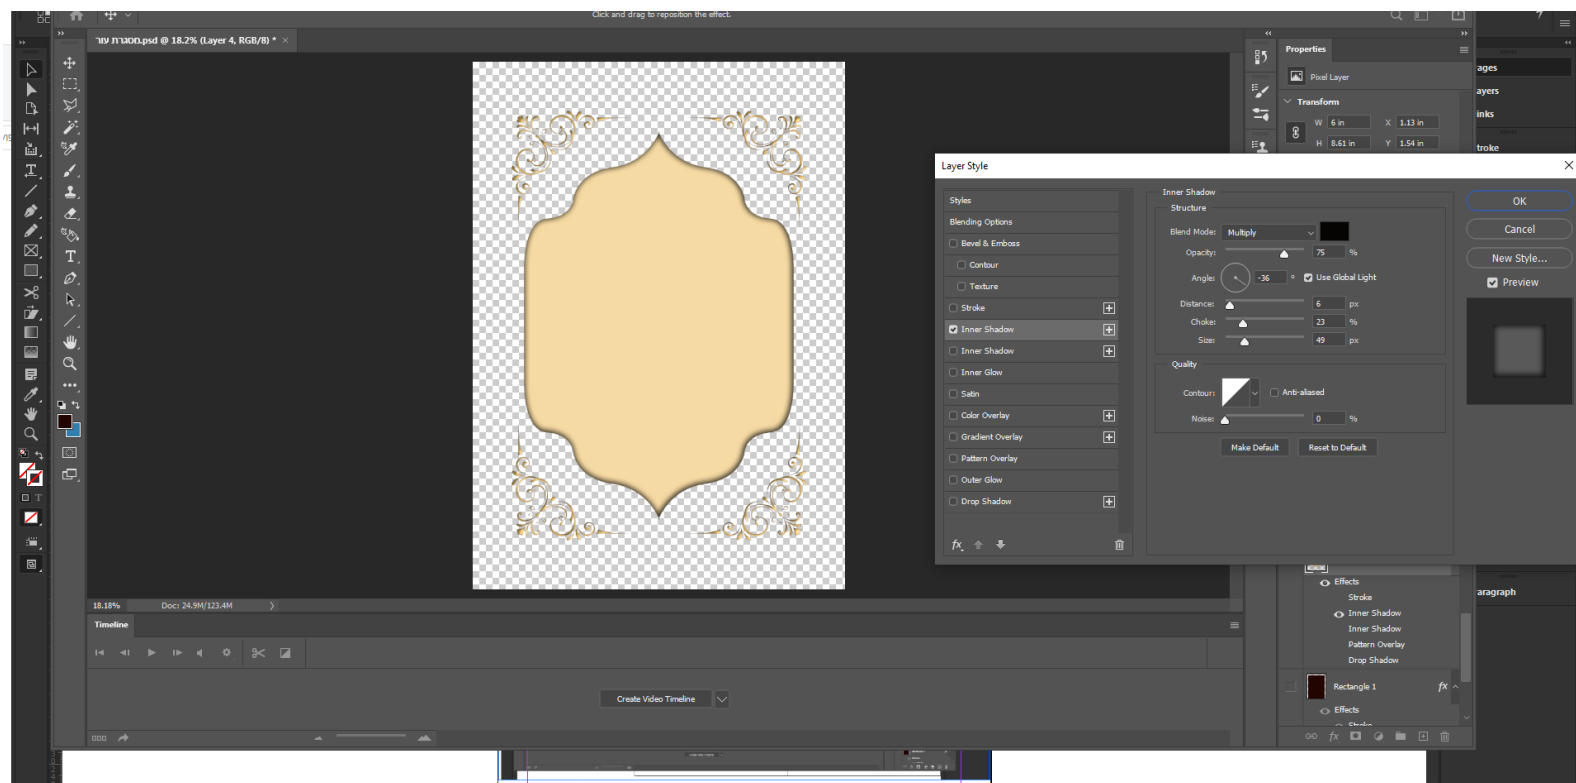 Click and drag to reposition the effect.
מסגרת עור.psd @ 18.2% (Layer 4, RGB/8) * ×
Properties
Pixel Layer
Transform
W 6 in X 1.13 in
H 8.61 in Y 1.54 in
ages
ayers
inks
troke
Layer Style
Styles
Blending Options
Bevel & Emboss
Contour
Texture
Stroke
Inner Shadow
Inner Shadow
Inner Glow
Satin
Color Overlay
Gradient Overlay
Pattern Overlay
Outer Glow
Drop Shadow
fx
Inner Shadow
Structure
Blend Mode: Multiply
Opacity: 75 %
Angle: -36 ° Use Global Light
Distance: 6 px
Choke: 23 %
Size: 49 px
Quality
Contour: Anti-aliased
Noise: 0 %
Make Default Reset to Default
OK
Cancel
New Style...
Preview
Effects
Stroke
Inner Shadow
Inner Shadow
Pattern Overlay
Drop Shadow
Rectangle 1 fx
Effects
Stroke
fx
aragraph
18.18% Doc: 24.9M/123.4M
Timeline
Create Video Timeline